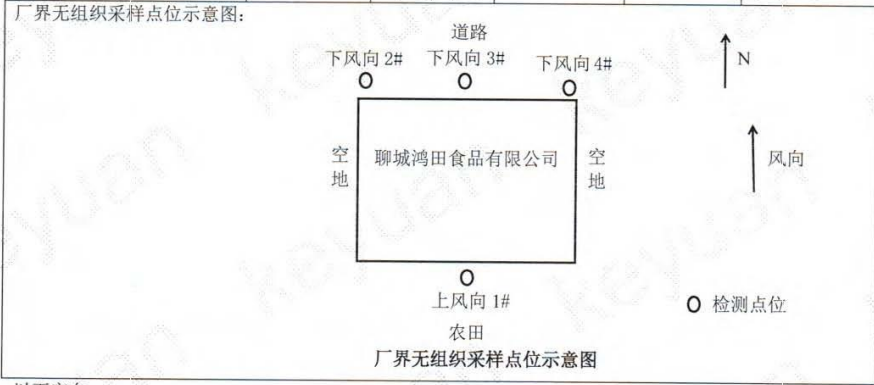 厂界无组织采样点位示意图：
道路
下风向 2# 下风向 3# 下风向 4#
N
空地 聊城鸿田食品有限公司 空地
风向
上风向 1#
检测点位
农田
厂界无组织采样点位示意图
keyuan